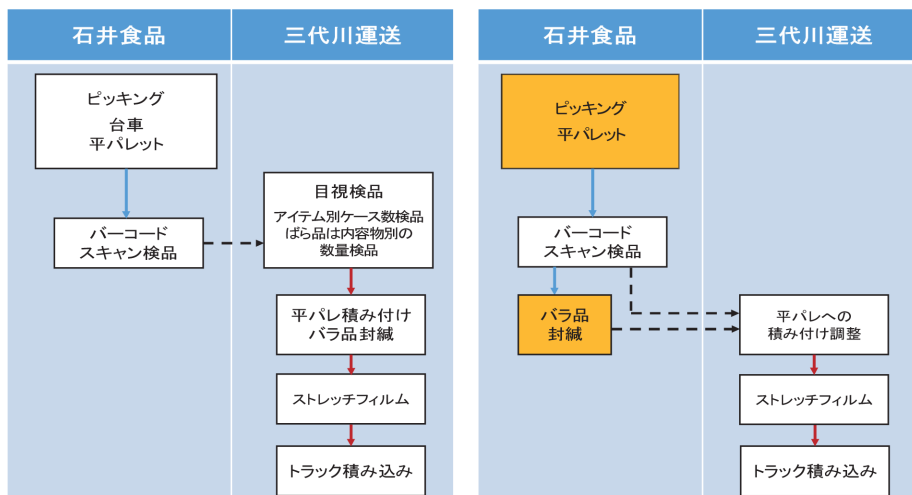 石井食品
三代川運送
ピッキング
台車
平パレット
バーコード
スキャン検品
目視検品
アイテム別ケース数検品
ばら品は内容物別の
数量検品
平パレ積み付け
バラ品封緘
ストレッチフィルム
トラック積み込み
石井食品
三代川運送
ピッキング
平パレット
バーコード
スキャン検品
バラ品
封緘
平パレへの
積み付け調整
ストレッチフィルム
トラック積み込み